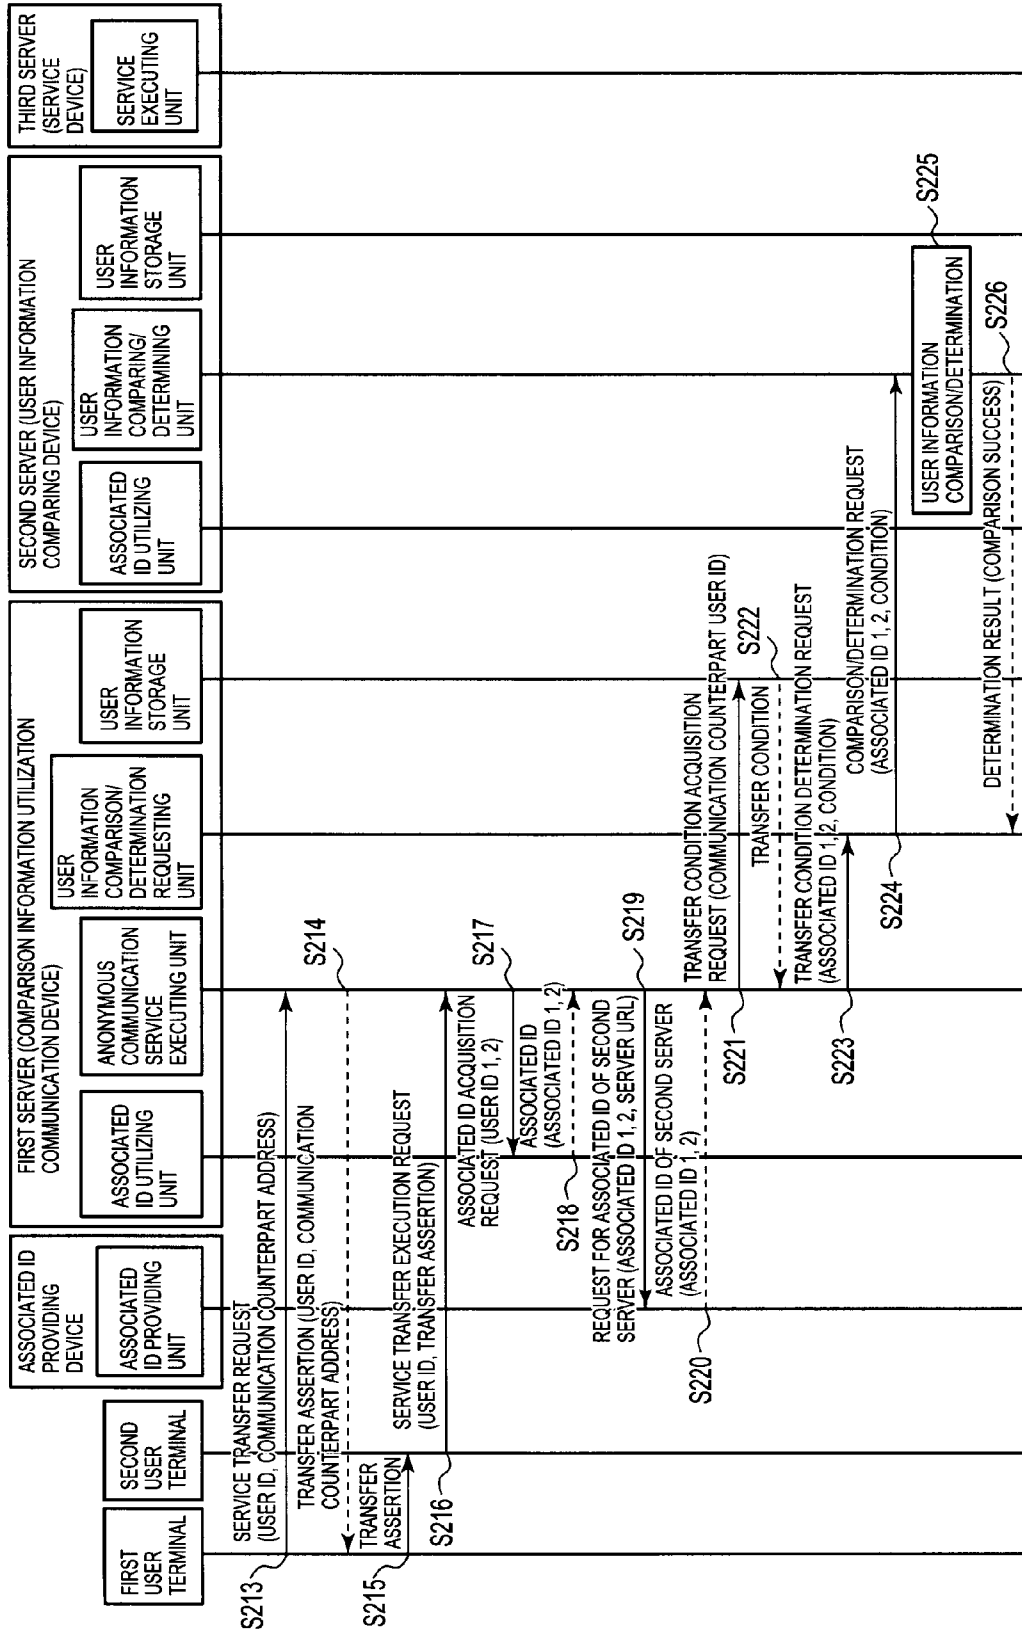 FIRST
USER
TERMINAL
SECOND
USER
TERMINAL
ASSOCIATED ID
PROVIDING
DEVICE
ASSOCIATED
ID PROVIDING
UNIT
FIRST SERVER (COMPARISON INFORMATION UTILIZATION
COMMUNICATION DEVICE)
ASSOCIATED
ID UTILIZING
UNIT
ANONYMOUS
COMMUNICATION
SERVICE
EXECUTING UNIT
USER
INFORMATION
COMPARISON/
DETERMINATION
REQUESTING
UNIT
USER
INFORMATION
STORAGE
UNIT
SECOND SERVER (USER INFORMATION
COMPARING DEVICE)
ASSOCIATED
ID UTILIZING
UNIT
USER
INFORMATION
COMPARING/
DETERMINING
UNIT
USER
INFORMATION
STORAGE
UNIT
THIRD SERVER
(SERVICE
DEVICE)
SERVICE
EXECUTING
UNIT
SERVICE TRANSFER REQUEST
(USER ID, COMMUNICATION COUNTERPART ADDRESS)
S213
TRANSFER ASSERTION (USER ID, COMMUNICATION
COUNTERPART ADDRESS)
S214
TRANSFER
ASSERTION
S215
SERVICE TRANSFER EXECUTION REQUEST
(USER ID, TRANSFER ASSERTION)
S216
ASSOCIATED ID ACQUISITION
REQUEST (USER ID 1, 2)
S217
ASSOCIATED ID
(ASSOCIATED ID 1, 2)
S218
REQUEST FOR ASSOCIATED ID OF SECOND
SERVER (ASSOCIATED ID 1, 2, SERVER URL)
S219
ASSOCIATED ID OF SECOND SERVER
(ASSOCIATED ID 1, 2)
S220
TRANSFER CONDITION ACQUISITION
REQUEST (COMMUNICATION COUNTERPART USER ID)
S221
TRANSFER CONDITION
S222
TRANSFER CONDITION DETERMINATION REQUEST
(ASSOCIATED ID 1, 2, CONDITION)
S223
COMPARISON/DETERMINATION REQUEST
(ASSOCIATED ID 1, 2, CONDITION)
S224
USER INFORMATION
COMPARISON/DETERMINATION
S225
DETERMINATION RESULT (COMPARISON SUCCESS)
S226